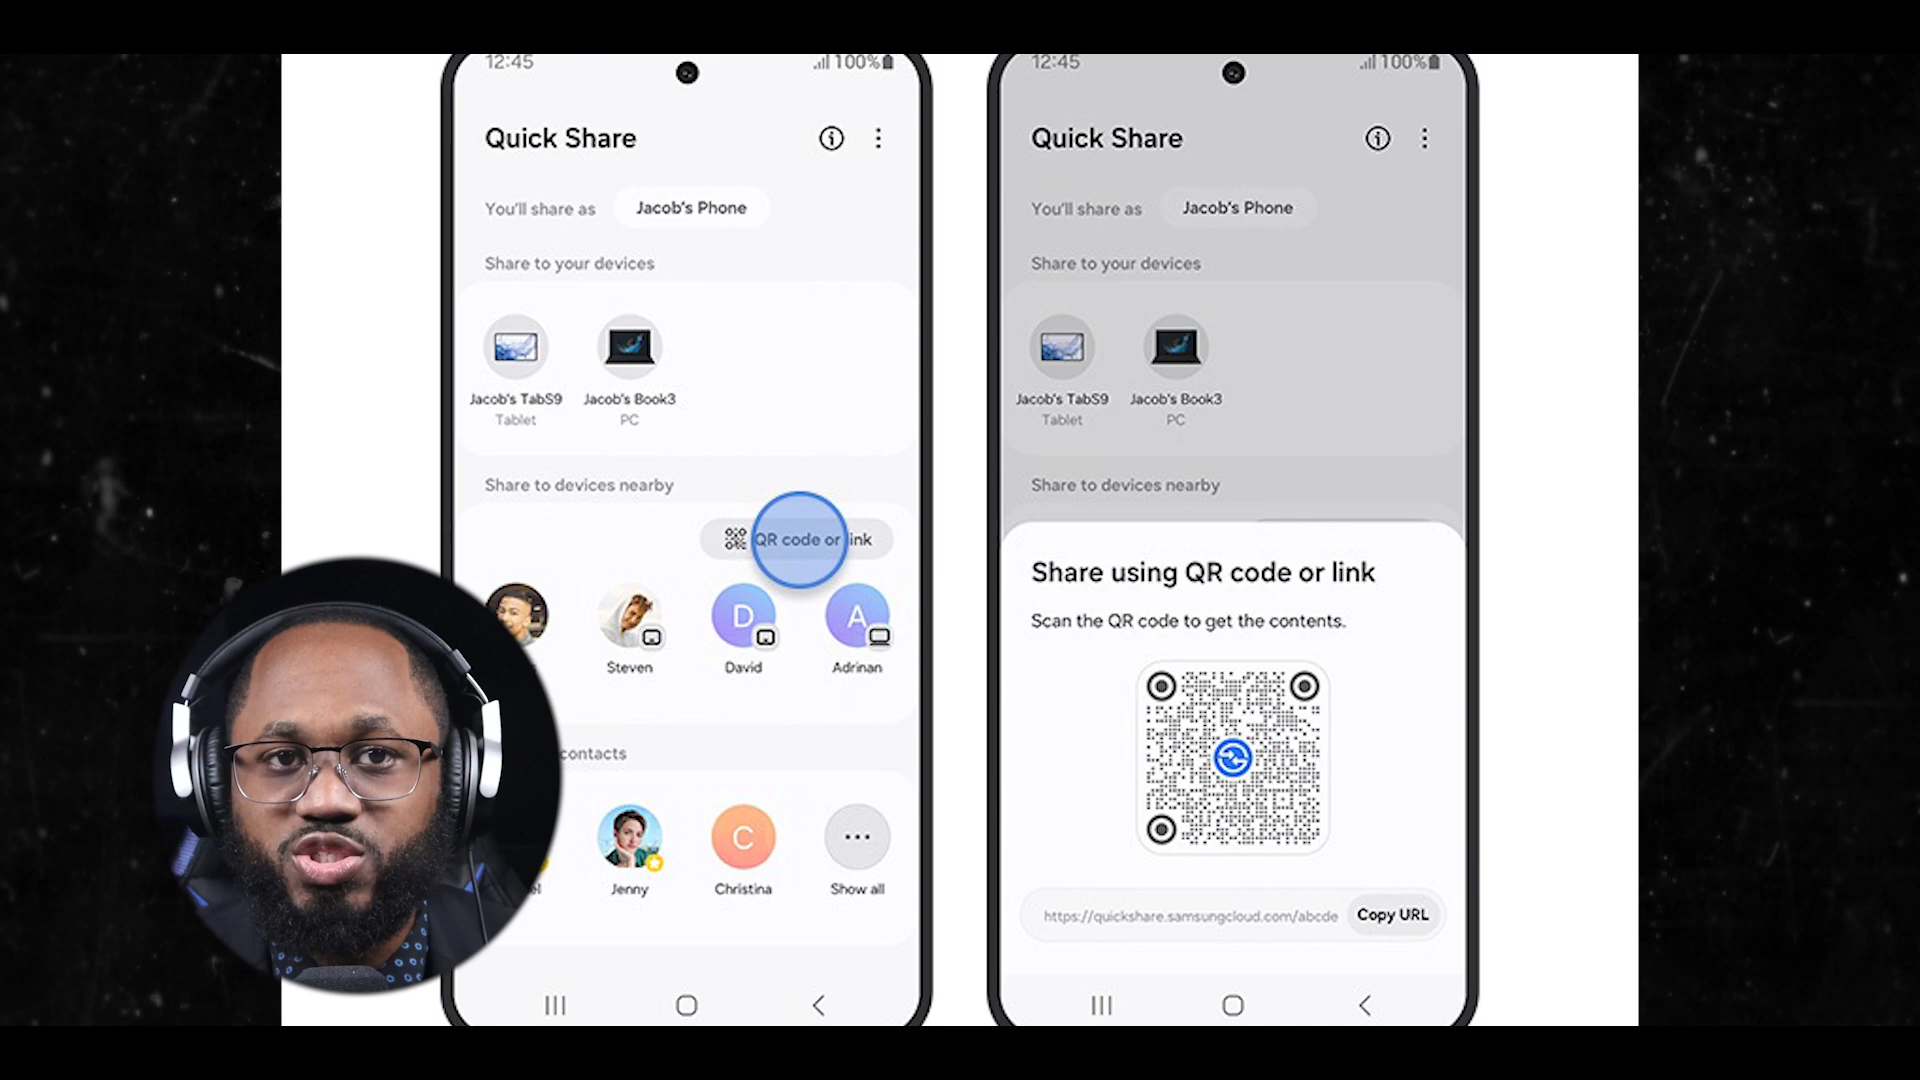 12:45
100%
Quick Share
You'll share as
Jacob's Phone
Share to your devices
Jacob's TabS9
Tablet
Jacob's Book3
PC
Share to devices nearby
QR code or link
Steven
D
David
A
Adrinan
contacts
el
Jenny
C
Christina
Show all
12:45
100%
Quick Share
You'll share as
Jacob's Phone
Share to your devices
Jacob's TabS9
Tablet
Jacob's Book3
PC
Share to devices nearby
Share using QR code or link
Scan the QR code to get the contents.
https://quickshare.samsungcloud.com/abcde
Copy URL